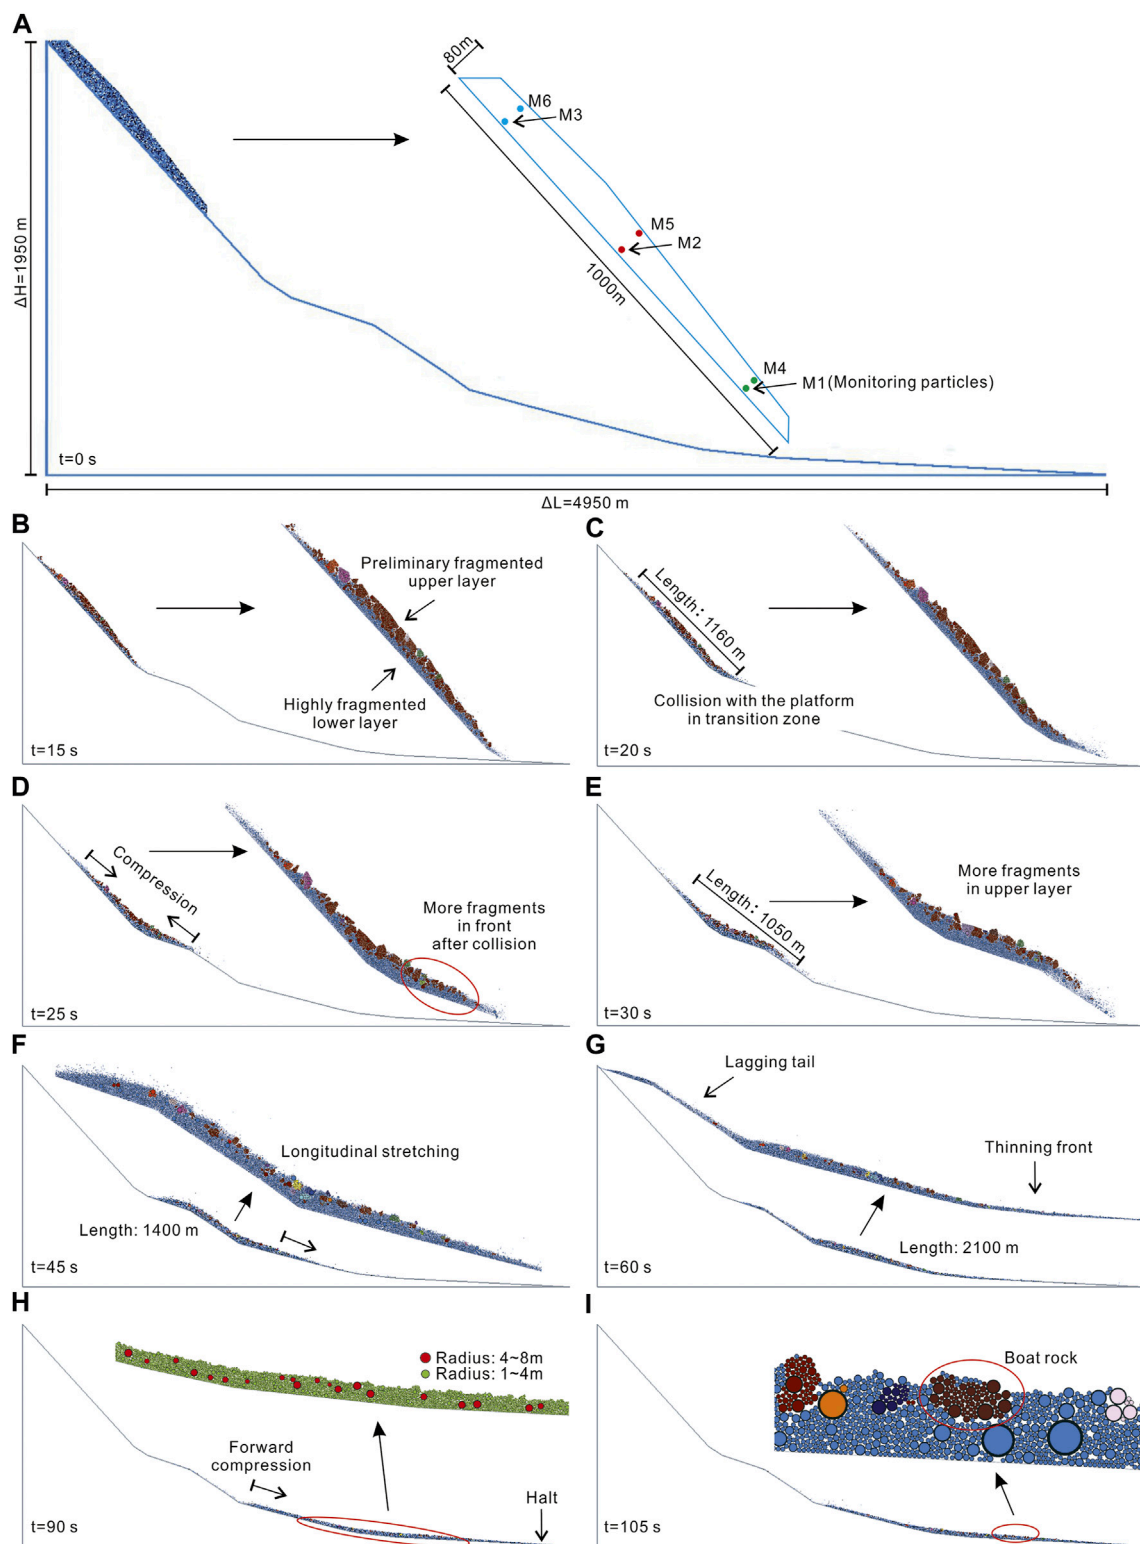 A
80m
M6
M3
M5
M2
1000m
M4
M1(Monitoring particles)
ΔH=1950 m
t=0 s
ΔL=4950 m
B
Preliminary fragmented
upper layer
Highly fragmented
lower layer
t=15 s
C
Length: 1160 m
Collision with the platform
in transition zone
t=20 s
D
Compression
More fragments
in front
after collision
t=25 s
E
Length: 1050 m
More fragments
in upper layer
t=30 s
F
Longitudinal stretching
Length: 1400 m
t=45 s
G
Lagging tail
Thinning front
Length: 2100 m
t=60 s
H
Radius: 4~8m
Radius: 1~4m
Forward
compression
Halt
t=90 s
I
Boat rock
t=105 s